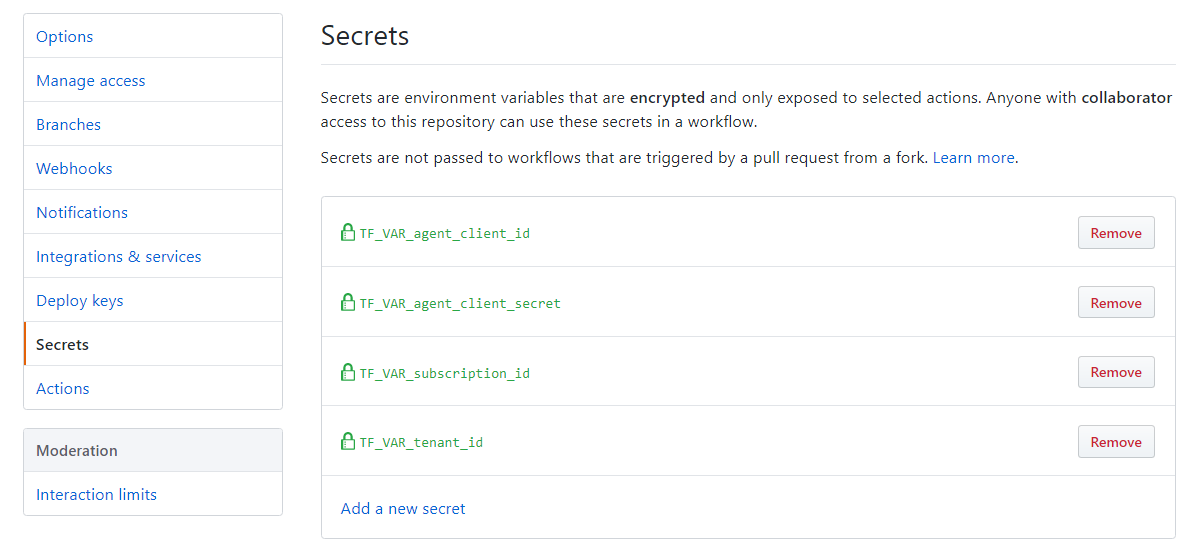 Options
Manage access
Branches
Webhooks
Notifications
Integrations & services
Deploy keys
Secrets
Actions
Moderation
Interaction limits
Secrets
Secrets are environment variables that are encrypted and only exposed to selected actions. Anyone with collaborator
access to this repository can use these secrets in a workflow.
Secrets are not passed to workflows that are triggered by a pull request from a fork. Learn more.
TF_VAR_agent_client_id Remove
TF_VAR_agent_client_secret Remove
TF_VAR_subscription_id Remove
TF_VAR_tenant_id Remove
Add a new secret